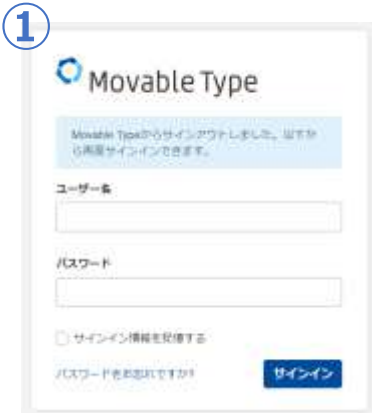 ①
Movable Type
Movable Typeからサインアウトしました。以下か
ら再度サインインできます。
ユーザー名
パスワード
サインイン情報を記憶する
パスワードをお忘れですか?
サインイン